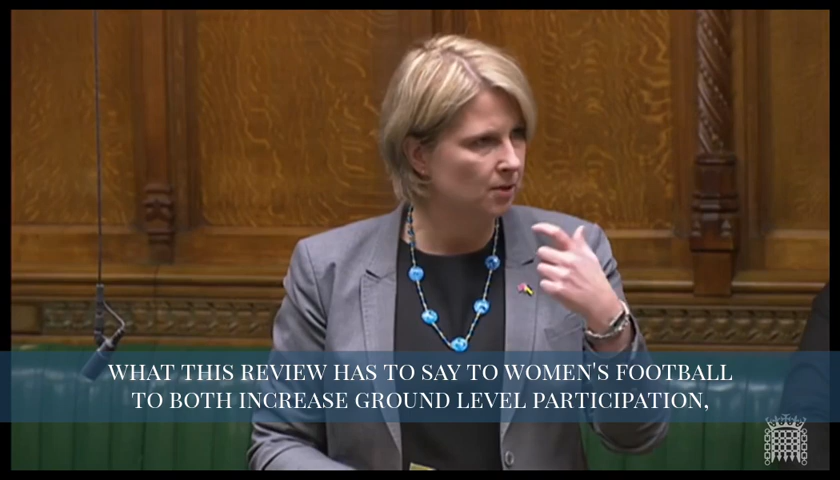 WHAT THIS REVIEW HAS TO SAY TO WOMEN'S FOOTBALL
TO BOTH INCREASE GROUND LEVEL PARTICIPATION,